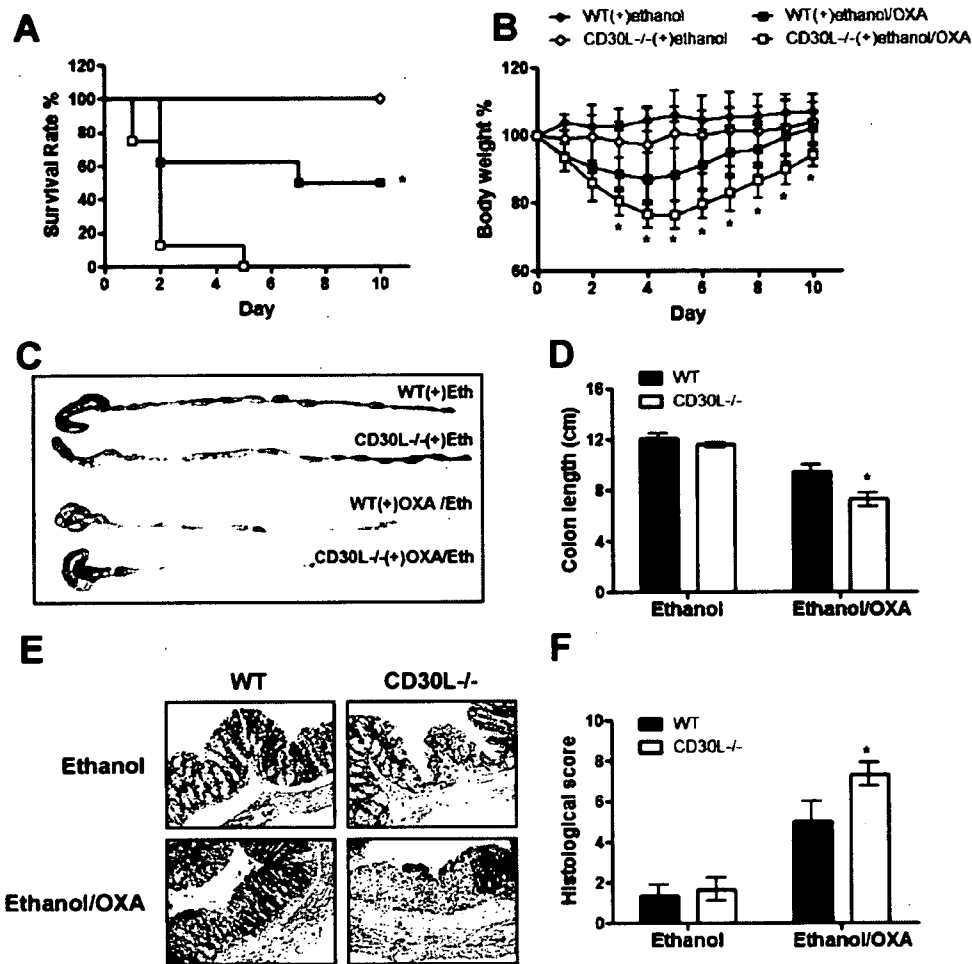 A
B
WT(+)ethanol
WT(+)ethanol/OXA
CD30L-/-(+)ethanol
CD30L-/-(+)ethanol/OXA
120
100
80
60
40
20
0
Survival Rate %
*
0 2 4 6 8 10
Day
120
100
80
60
Body weight %
* * * * * * * *
0 2 4 6 8 10
Day
C
WT(+)Eth
CD30L-/-(+)Eth
WT(+)OXA /Eth
CD30L-/-(+)OXA/Eth
D
WT
CD30L-/-
16
12
8
4
0
Colon length (cm)
*
Ethanol Ethanol/OXA
E
WT CD30L-/-
Ethanol
Ethanol/OXA
F
WT
CD30L-/-
10
8
6
4
2
0
Histological score
*
Ethanol Ethanol/OXA